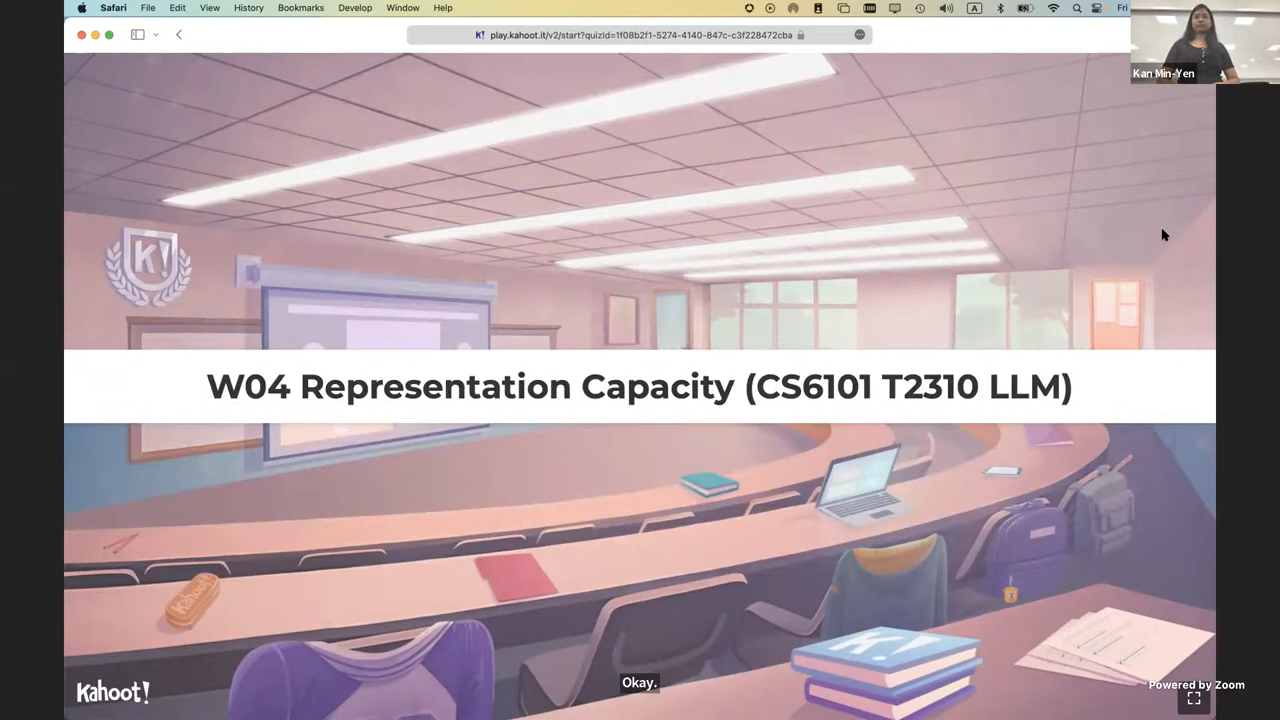 Safari File Edit View History Bookmarks Develop Window Help
A
Fri
K! play.kahoot.it/v2/start?quizId=1f08b2f1-5274-4140-847c-c3f228472cba
Kan Min-Yen
K!
W04 Representation Capacity (CS6101 T2310 LLM)
Kahoot!
K!
Kahoot!
Okay.
Powered by Zoom